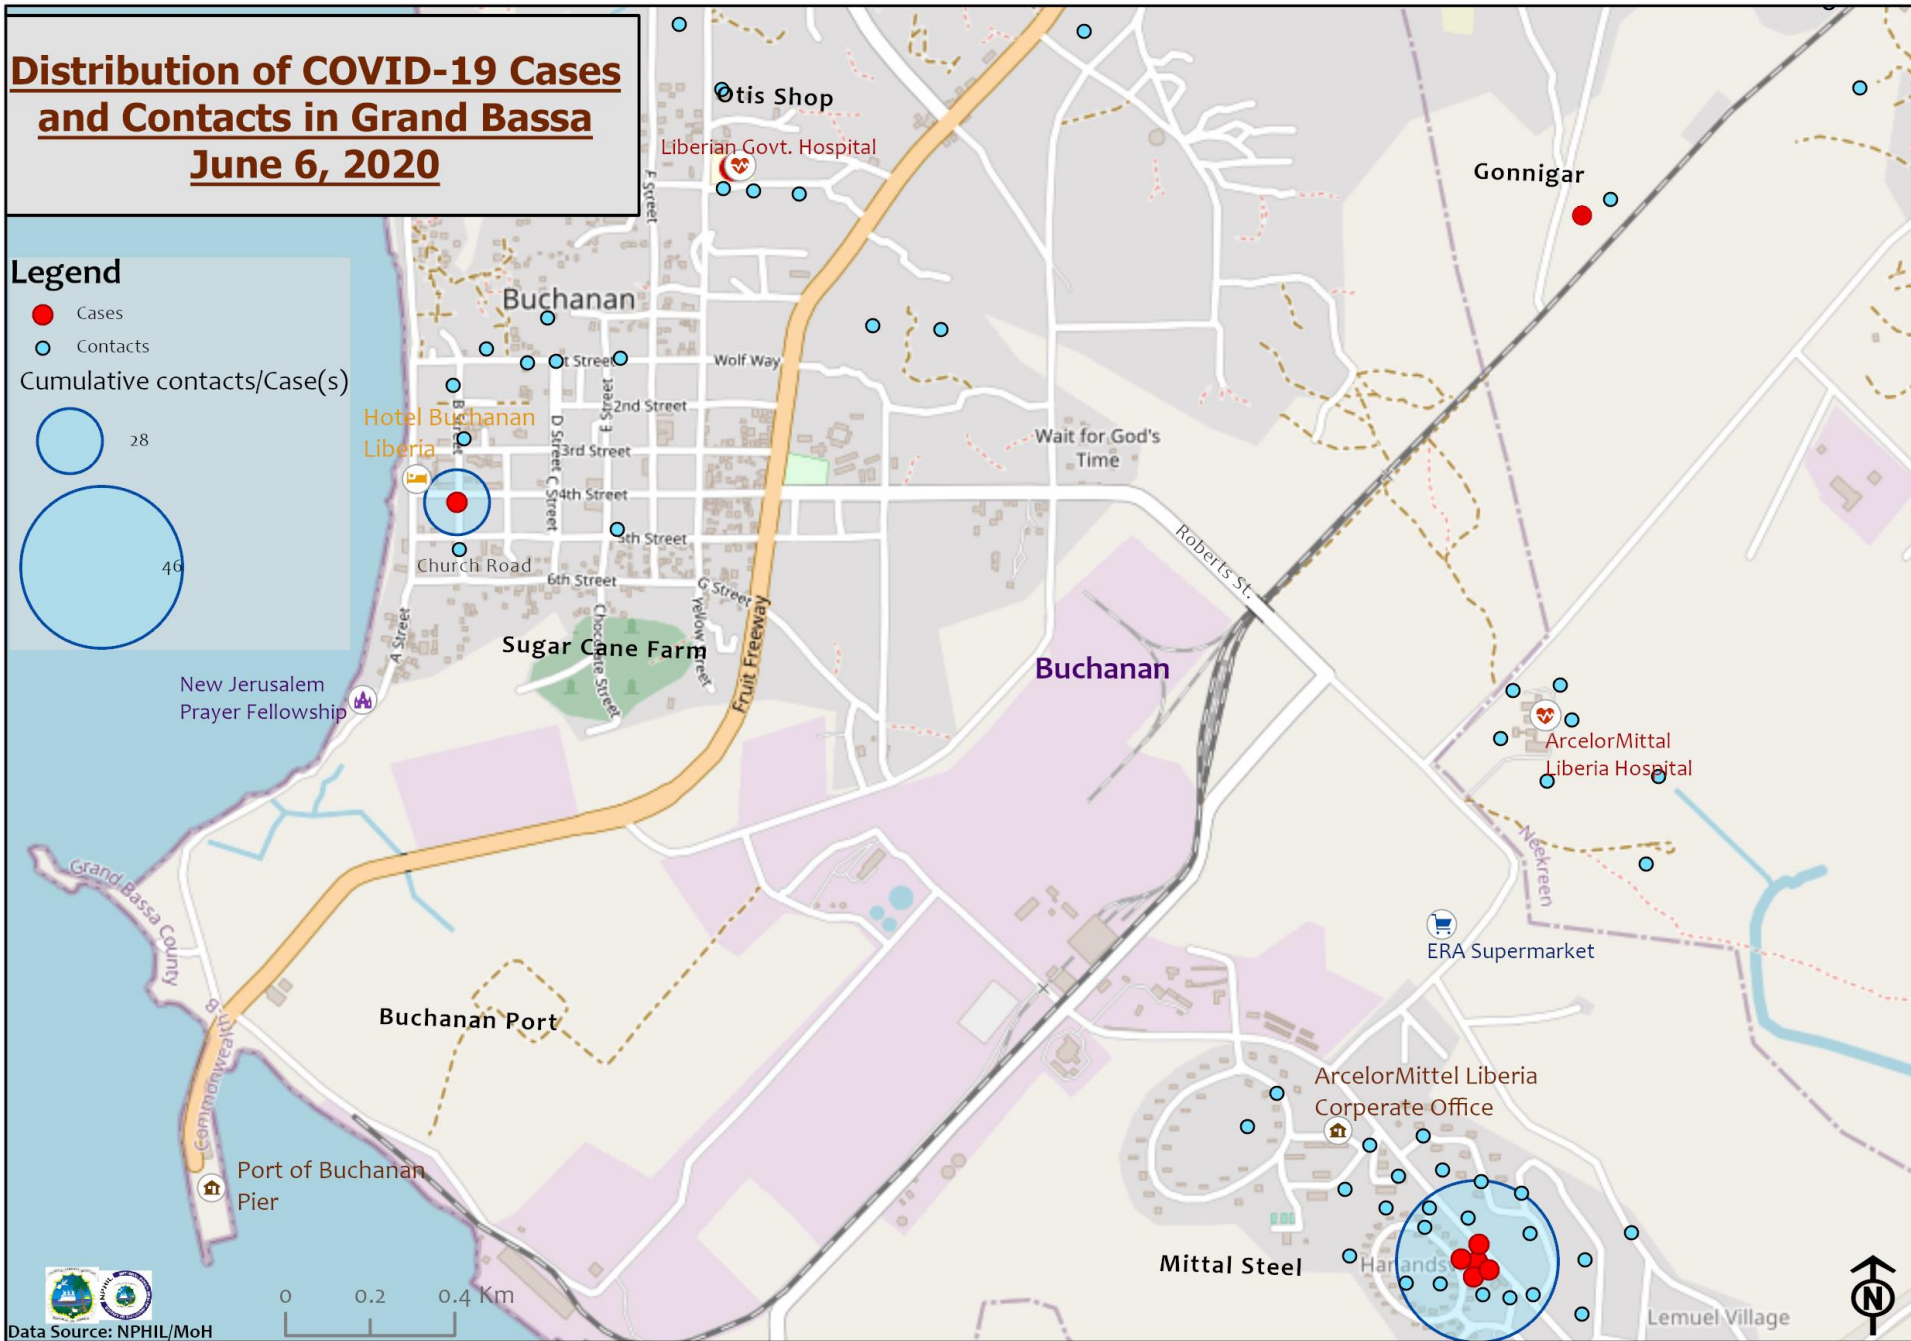 Distribution of COVID-19 Cases
and Contacts in Grand Bassa
June 6, 2020
Legend
Cases
Contacts
Cumulative contacts/Case(s)
28
46
Otis Shop
Liberian Govt. Hospital
F Street
Gonnigar
Buchanan
t Street
Wolf Way
2nd Street
E Street
B Street
Hotel Buchanan
Liberia
D Street
C Street
3rd Street
4th Street
5th Street
Church Road
6th Street
G Street
Yellow Street
Chocolate Street
A Street
Sugar Cane Farm
Fruit Freeway
Wait for God's
Time
Roberts St.
Buchanan
New Jerusalem
Prayer Fellowship
ArcelorMittal
Liberia Hospital
Neekreen
ERA Supermarket
Grand Bassa County
Commonwealth-B
Buchanan Port
Port of Buchanan
Pier
ArcelorMittel Liberia
Corperate Office
Mittal Steel
Harlandsv
Lemuel Village
0 0.2 0.4 Km
N
NPHIL
Data Source: NPHIL/MoH